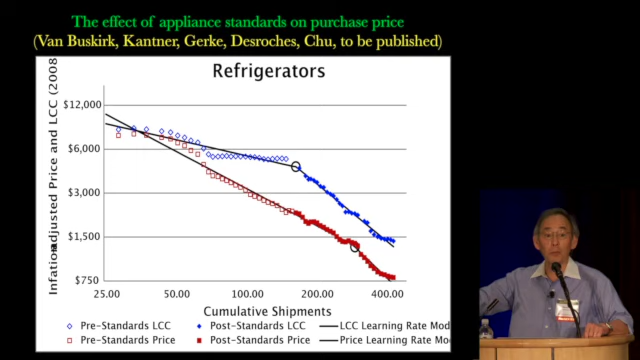 The effect of appliance standards on purchase price
(Van Buskirk, Kantner, Gerke, Desroches, Chu, to be published)
Refrigerators
Infationadjusted Price and LCC (2008
$12,000
$6,000
$3,000
$1,500
$750
25.00 50.00 100.00 200.00 400.00
Cumulative Shipments
Pre-Standards LCC Post-Standards LCC LCC Learning Rate Mod
Pre-Standards Price Post-Standards Price Price Learning Rate Mo